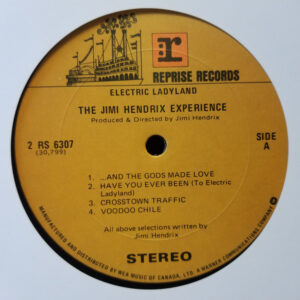 r
REPRISE RECORDS
ELECTRIC LADYLAND
THE JIMI HENDRIX EXPERIENCE
Produced & Directed by Jimi Hendrix
2 RS 6307
(30,799)
SIDE
A
1. ...AND THE GODS MADE LOVE
2. HAVE YOU EVER BEEN (To Electric
Ladyland)
3. CROSSTOWN TRAFFIC
4. VOODOO CHILE
All above selections written by
Jimi Hendrix
STEREO
MANUFACTURED AND DISTRIBUTED BY WEA MUSIC OF CANADA, LTD. A WARNER COMMUNICATIONS COMPANY